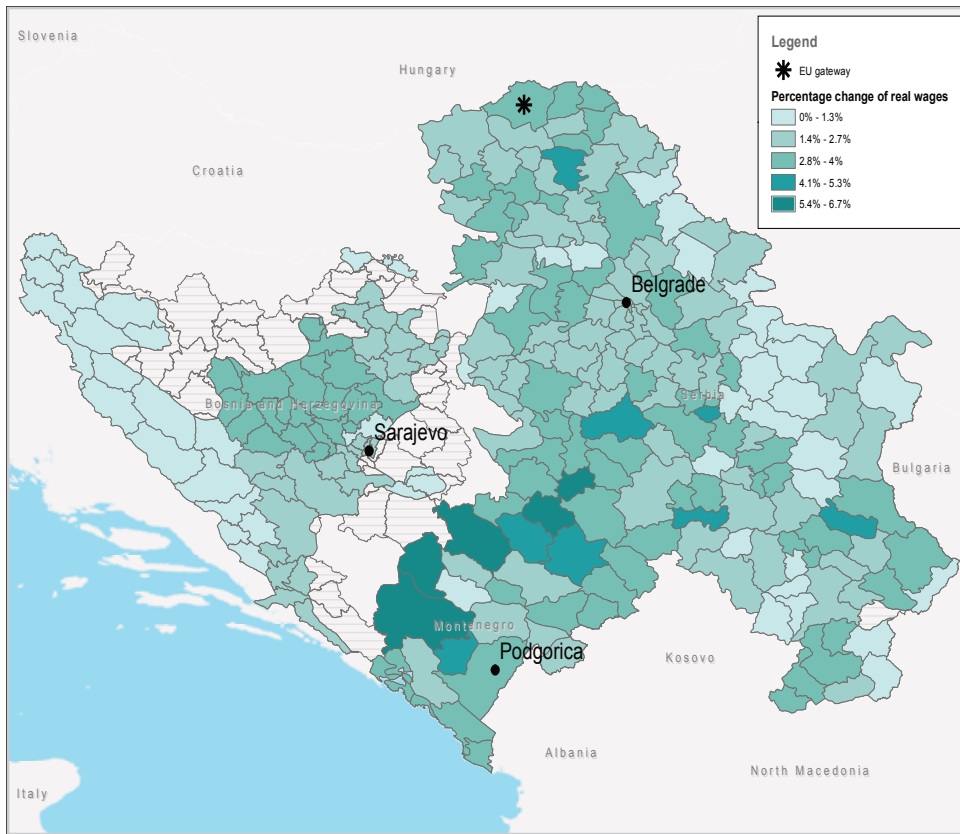 Slovenia
Hungary
Croatia
Legend
EU gateway
Percentage change of real wages
0% - 1.3%
1.4% - 2.7%
2.8% - 4%
4.1% - 5.3%
5.4% - 6.7%
Belgrade
Bosnia and Herzegovina
Serbia
Sarajevo
Bulgaria
Montenegro
Podgorica
Kosovo
Albania
North Macedonia
Italy